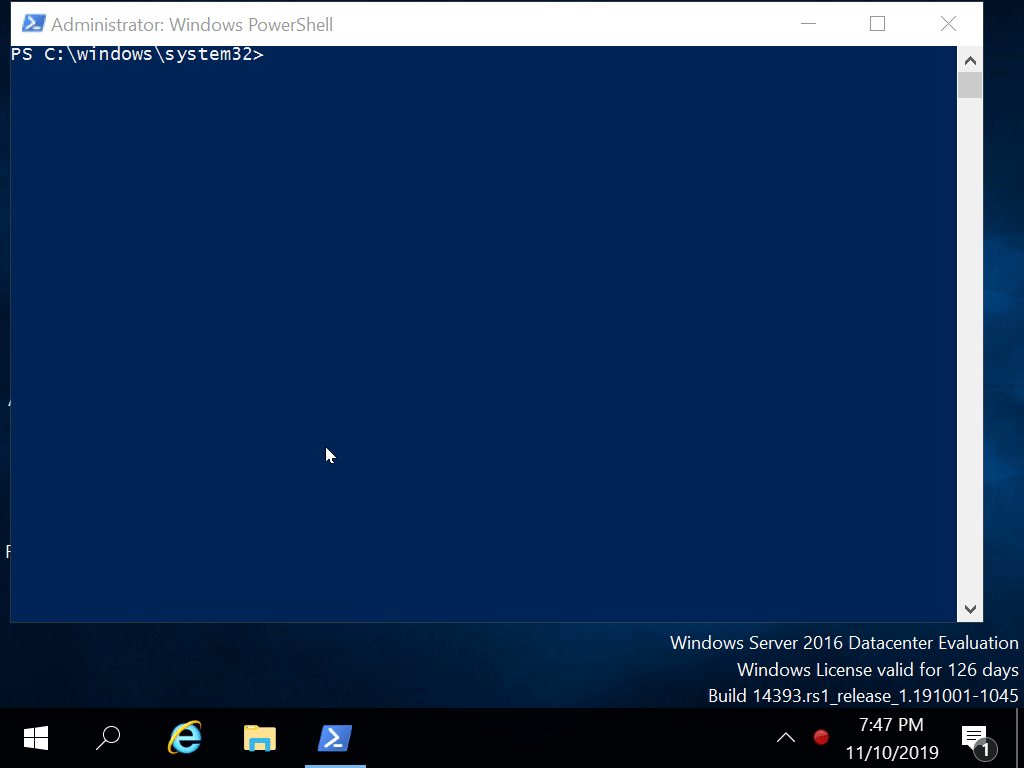 Administrator: Windows PowerShell
PS C:\windows\system32>
Windows Server 2016 Datacenter Evaluation
Windows License valid for 126 days
Build 14393.rs1_release_1.191001-1045
7:47 PM
11/10/2019
1